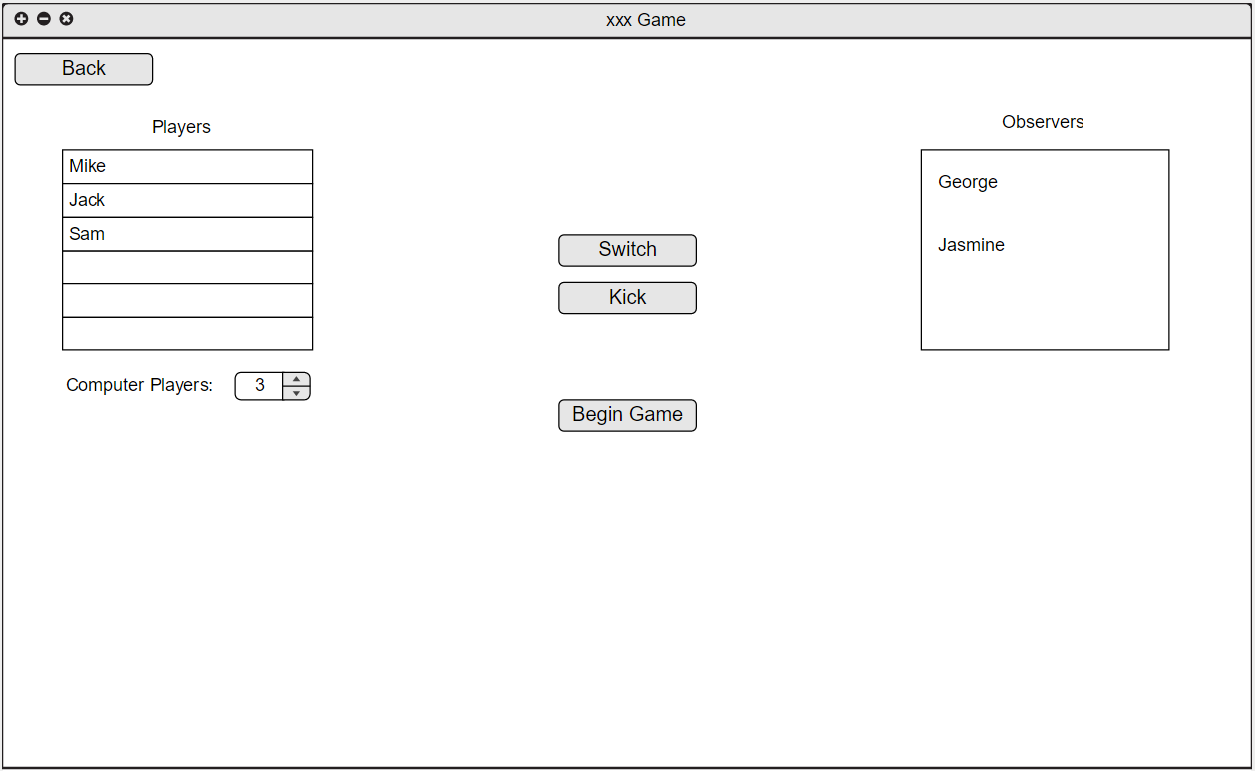 xxx Game
Back
Players
Mike
Jack
Sam
Computer Players: 3
Switch
Kick
Begin Game
Observers
George
Jasmine